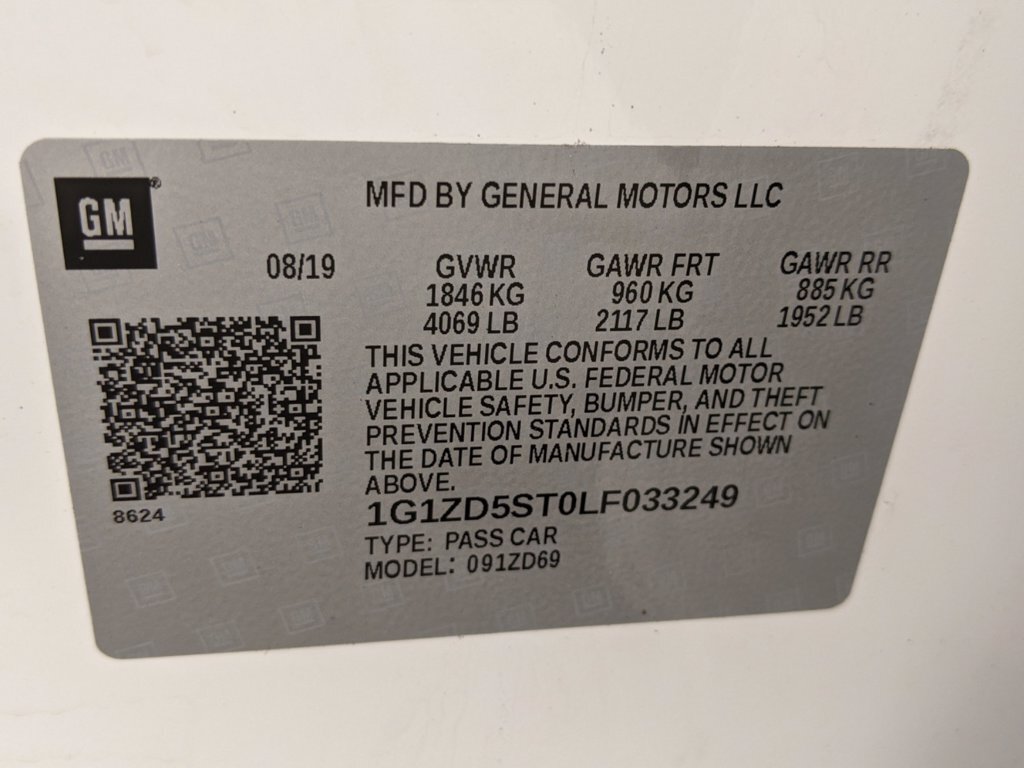 GM
MFD BY GENERAL MOTORS LLC
08/19
GVWR GAWR FRT GAWR RR
1846 KG 960 KG 885 KG
4069 LB 2117 LB 1952 LB
THIS VEHICLE CONFORMS TO ALL
APPLICABLE U.S. FEDERAL MOTOR
VEHICLE SAFETY, BUMPER, AND THEFT
PREVENTION STANDARDS IN EFFECT ON
THE DATE OF MANUFACTURE SHOWN
ABOVE.
8624
1G1ZD5ST0LF033249
TYPE: PASS CAR
MODEL: 091ZD69